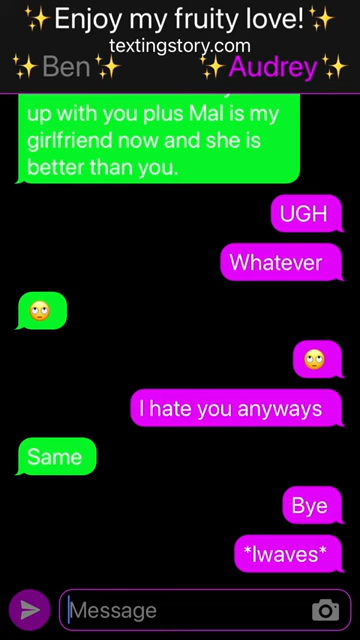 ✨Enjoy my fruity love!✨
textingstory.com
✨Ben✨ ✨Audrey✨
up with you plus Mal is my
girlfriend now and she is
better than you.
UGH
Whatever
🙄
🙄
I hate you anyways
Same
Bye
*lwaves*
Message